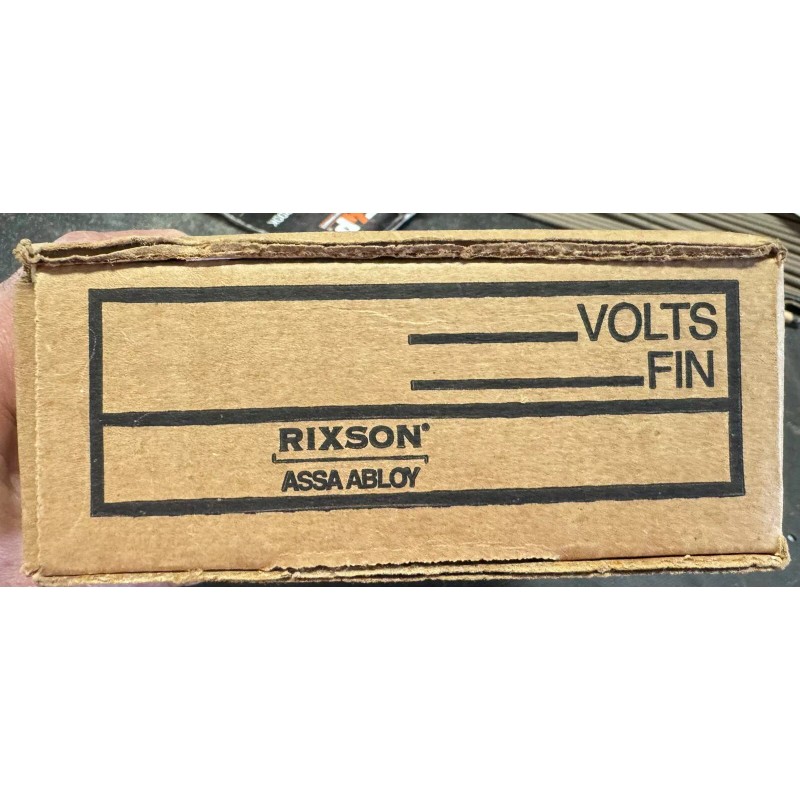 VOLTS
FIN
RIXSON®
ASSA ABLOY